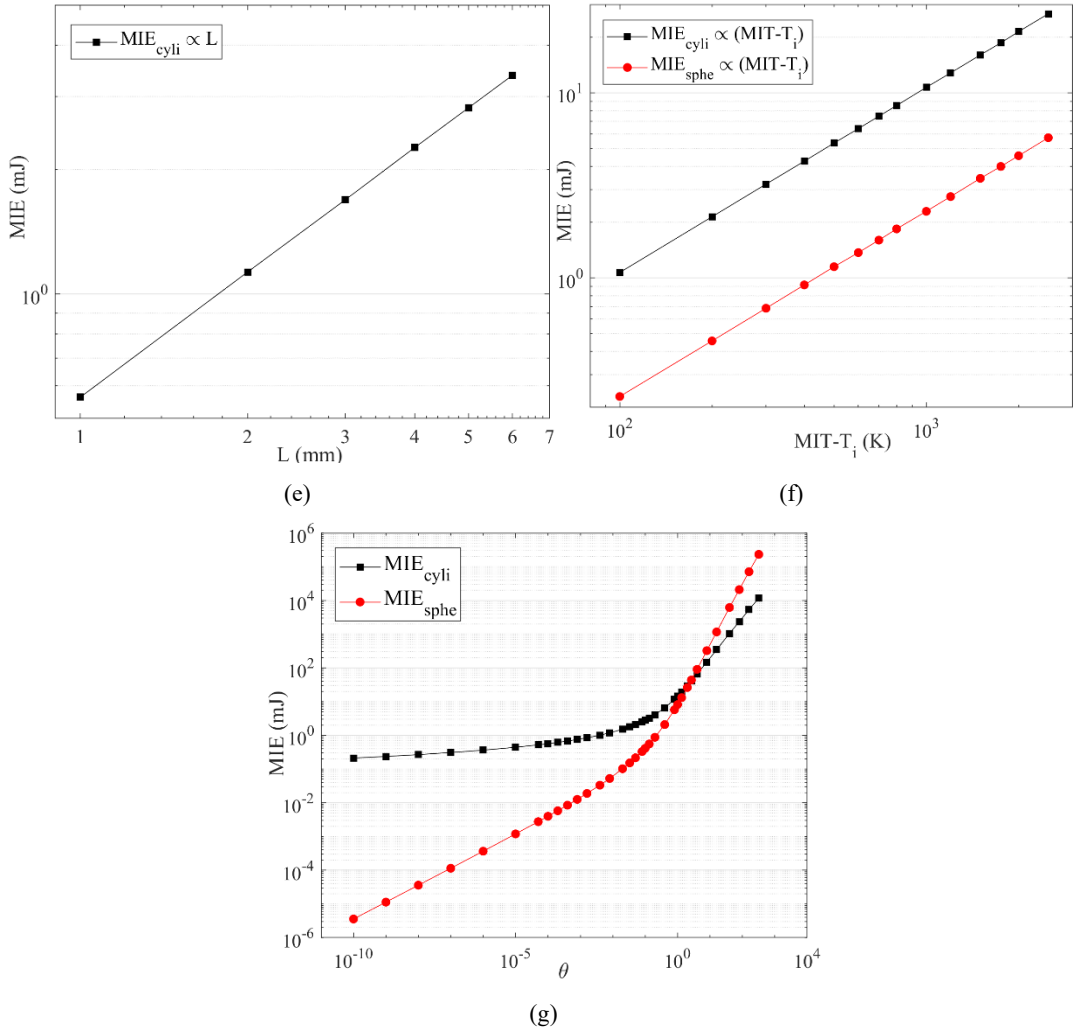 MIE_cyli ∝ L
10^0
MIE (mJ)
1 2 3 4 5 6 7
L (mm)
(e)
MIE_cyli ∝ (MIT-T_i)
MIE_sphe ∝ (MIT-T_i)
10^1
10^0
MIE (mJ)
10^2 10^3
MIT-T_i (K)
(f)
MIE_cyli
MIE_sphe
10^6
10^4
10^2
10^0
10^-2
10^-4
10^-6
MIE (mJ)
10^-10 10^-5 10^0 10^4
θ
(g)